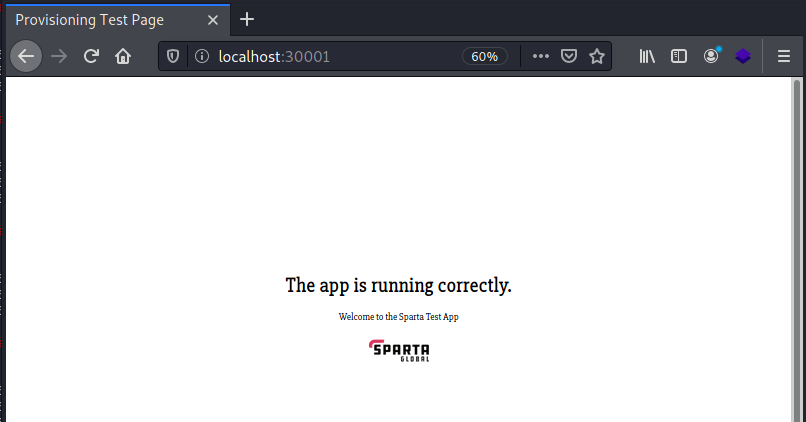 Provisioning Test Page
localhost:30001 60%
The app is running correctly.
Welcome to the Sparta Test App
SPARTA
GLOBAL